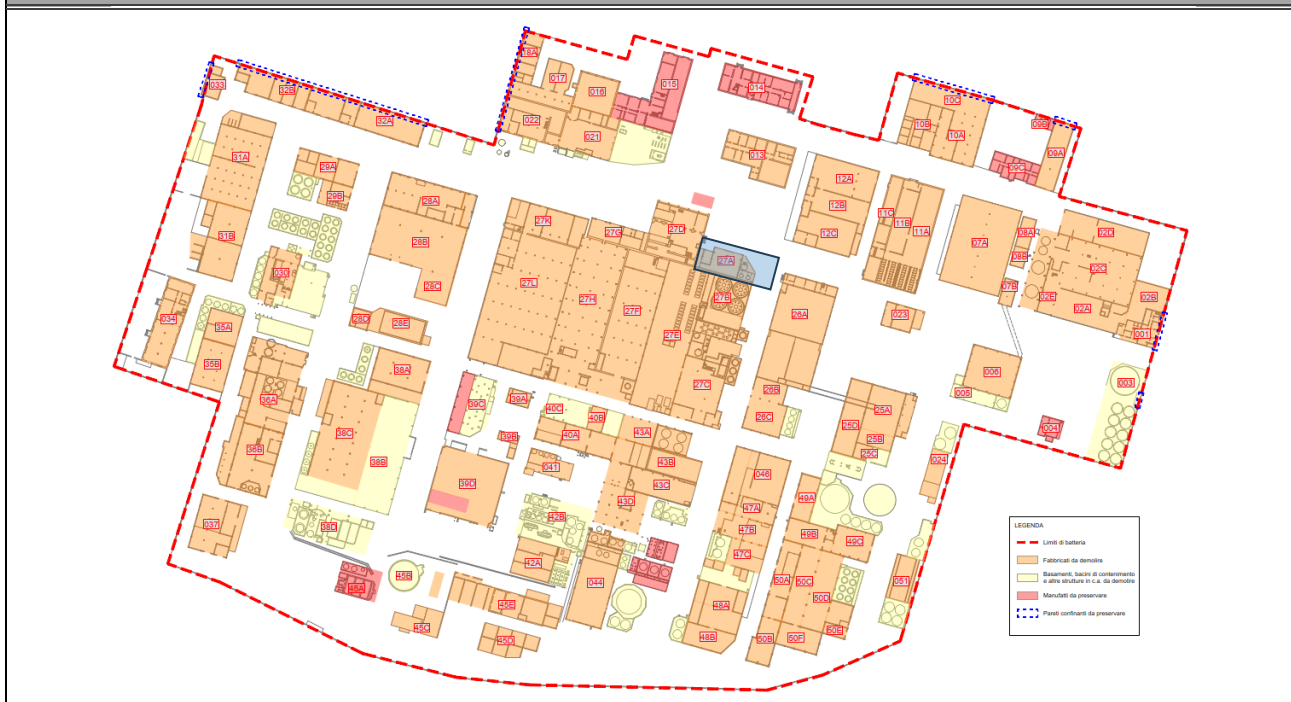 18A
017
016
015
014
033
32B
32A
022
021
013
10C
10B
10A
09B
09A
09C
31A
29A
29B
28A
12A
12B
12C
11C
11B
11A
07A
08A
08B
07B
02D
02C
02B
02E
02A
001
31B
28B
28C
030
27K
27G
27D
27A
27L
27H
27F
27B
27E
27C
26A
023
034
35A
35B
28D
28E
38A
006
005
003
004
36A
36B
38C
38B
39C
39A
39B
40C
40B
40A
43A
26B
26C
25A
25D
25B
25C
024
041
43B
43C
43D
39D
046
47A
47B
47C
49A
49B
49C
037
38D
42B
42A
044
45A
45B
45C
45E
45D
48A
48B
50A
50C
50D
50E
50B
50F
051
LEGENDA
Limiti di batteria
Fabbricati da demolire
Basamenti, bacini di contenimento
e altre strutture in c.a. da demolire
Manufatti da preservare
Pareti confinanti da preservare